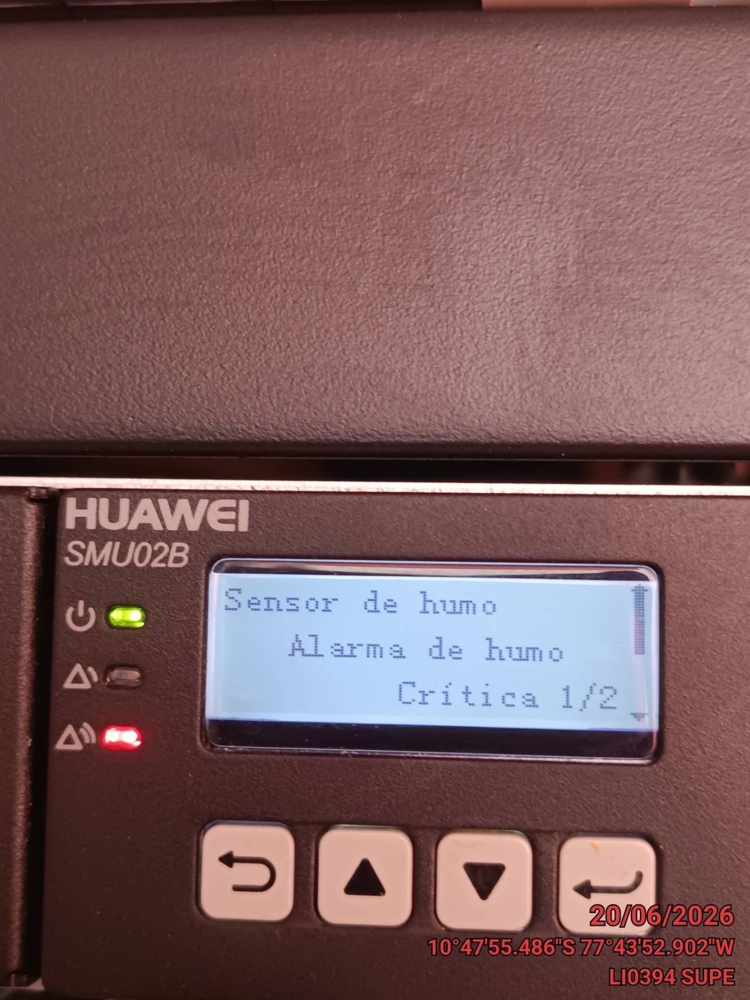 HUAWEI
SMU02B
Sensor de humo
Alarma de humo
Crítica 1/2
20/06/2026
10°47'55.486"S 77°43'52.902"W
LI0394 SUPE